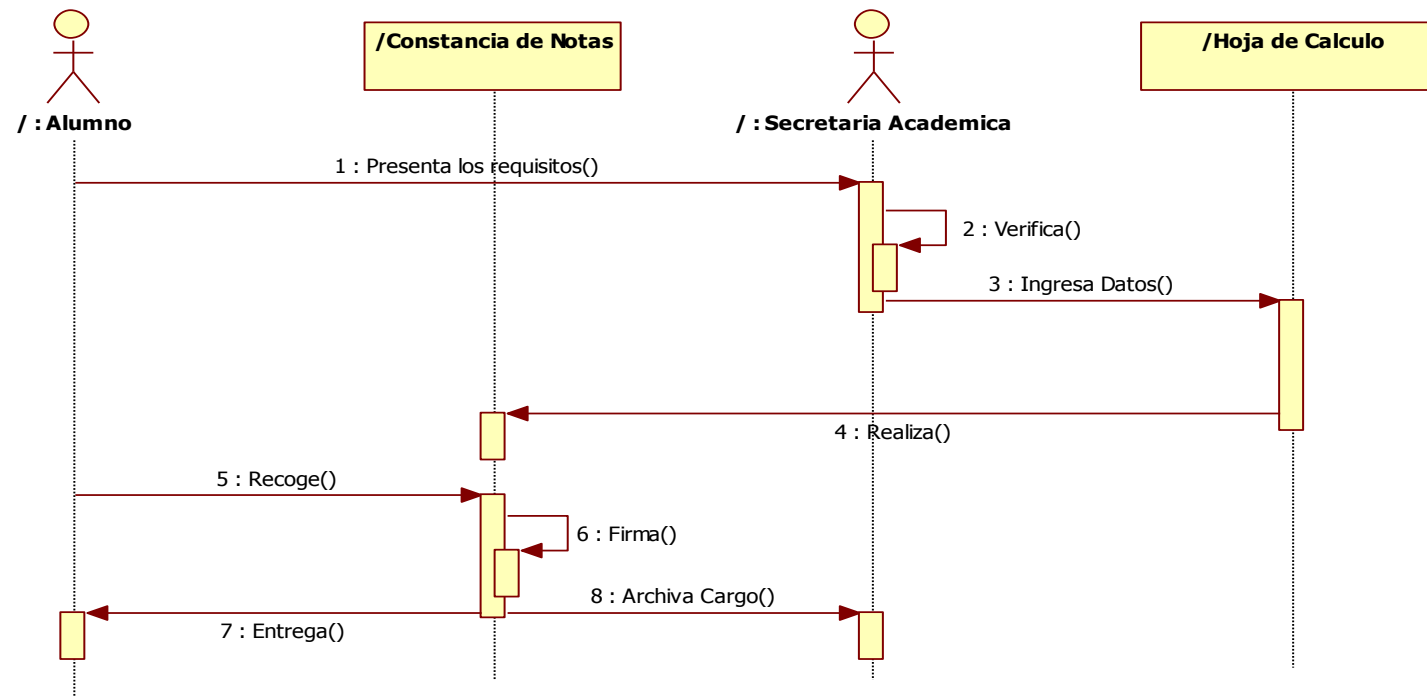 /Constancia de Notas
/Hoja de Calculo
/ : Alumno
/ : Secretaria Academica
1 : Presenta los requisitos()
2 : Verifica()
3 : Ingresa Datos()
4 : Realiza()
5 : Recoge()
6 : Firma()
8 : Archiva Cargo()
7 : Entrega()